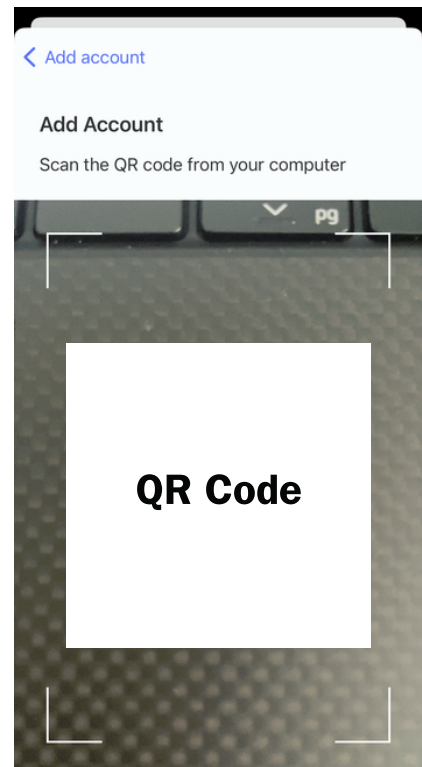 Add account
Add Account
Scan the QR code from your computer
pg
QR Code